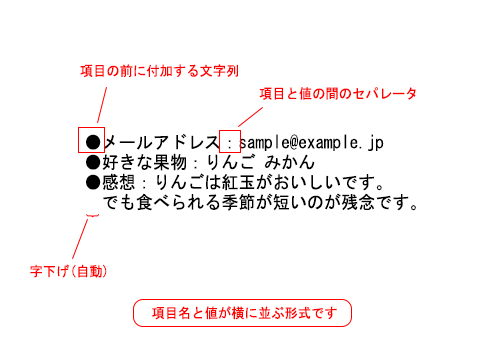 項目の前に付加する文字列
項目と値の間のセパレータ
●メールアドレス：sample@example.jp
●好きな果物：りんご みかん
●感想：りんごは紅玉がおいしいです。
でも食べられる季節が短いのが残念です。
字下げ(自動)
項目名と値が横に並ぶ形式です